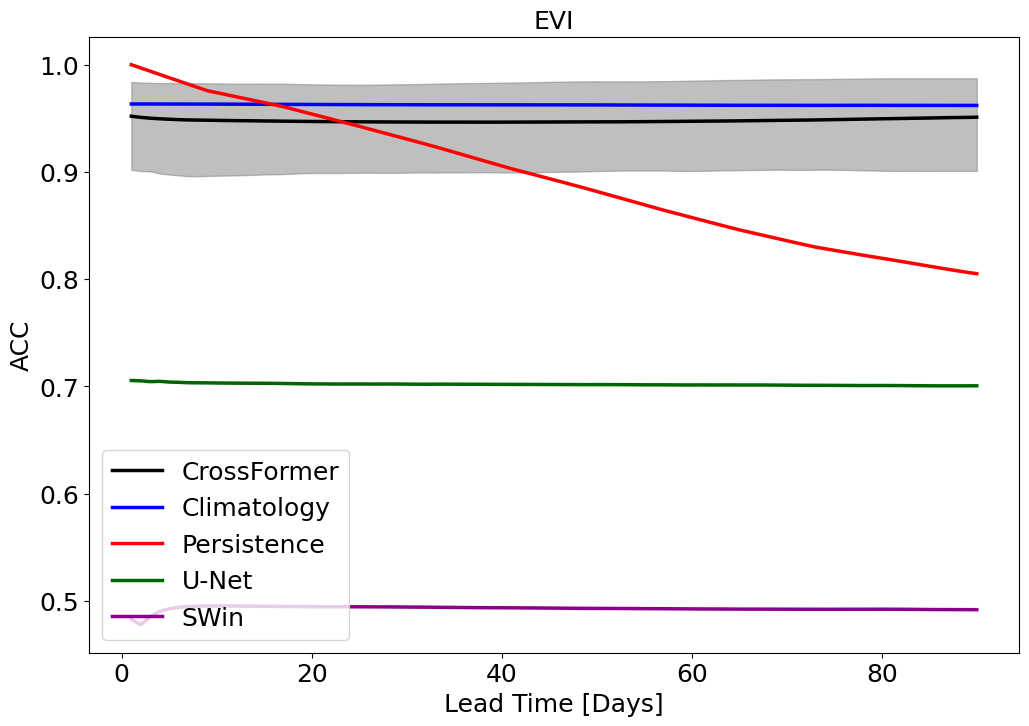 EVI
ACC
1.0
0.9
0.8
0.7
0.6
0.5
CrossFormer
Climatology
Persistence
U-Net
SWin
0 20 40 60 80
Lead Time [Days]